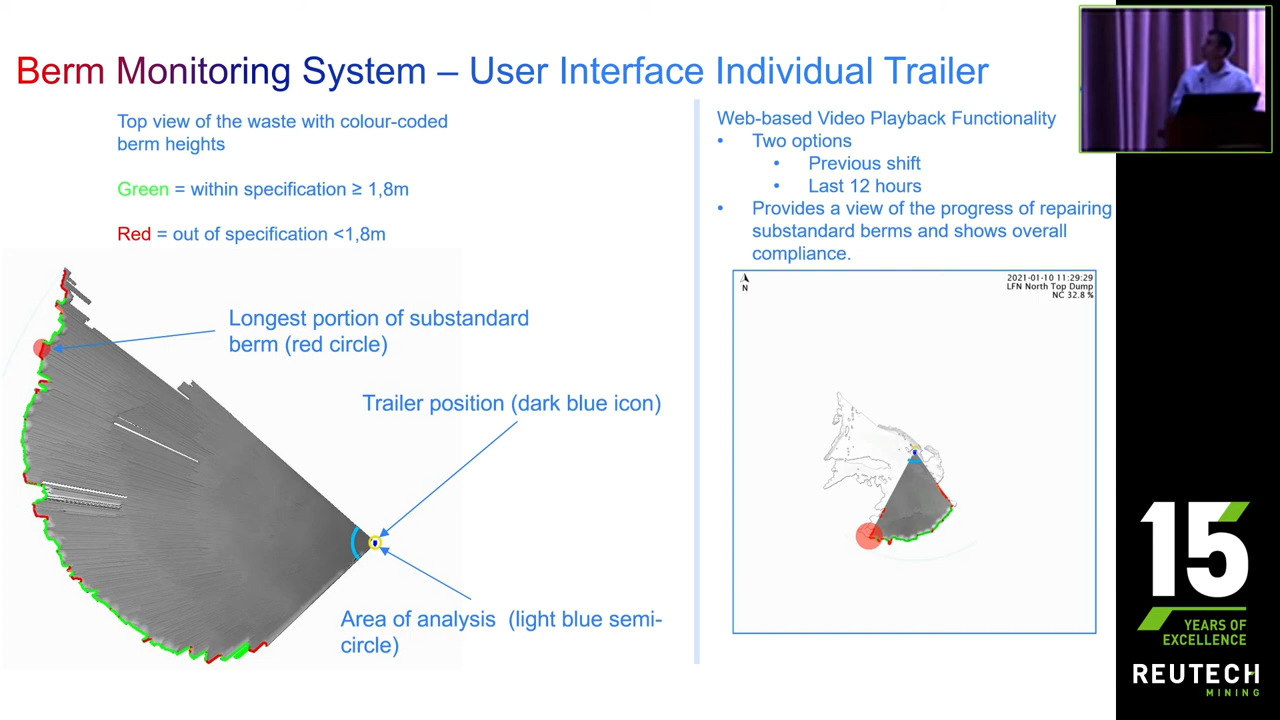 Berm Monitoring System – User Interface Individual Trailer
Top view of the waste with colour-coded
berm heights
Green = within specification ≥ 1,8m
Red = out of specification <1,8m
Longest portion of substandard
berm (red circle)
Trailer position (dark blue icon)
Area of analysis (light blue semi-
circle)
Web-based Video Playback Functionality
• Two options
• Previous shift
• Last 12 hours
• Provides a view of the progress of repairing
substandard berms and shows overall
compliance.
N
2021-01-10 11:29:29
LFN North Top Dump
NC 32.8 %
15
YEARS OF
EXCELLENCE
REUTECH
MINING